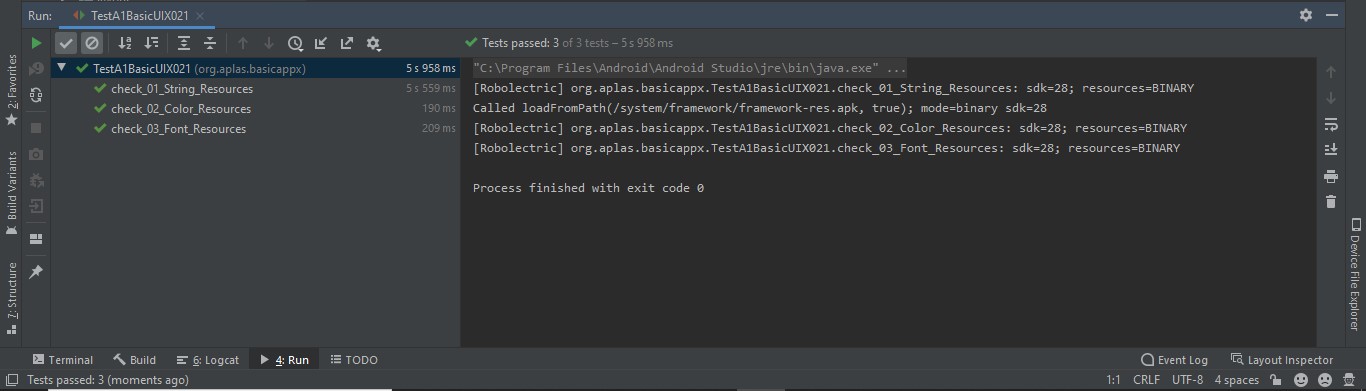 Run: TestA1BasicUIX021
Tests passed: 3 of 3 tests – 5 s 958 ms
TestA1BasicUIX021 (org.aplas.basicappx) 5 s 958 ms
check_01_String_Resources 5 s 559 ms
check_02_Color_Resources 190 ms
check_03_Font_Resources 209 ms
"C:\Program Files\Android\Android Studio\jre\bin\java.exe" ...
[Robolectric] org.aplas.basicappx.TestA1BasicUIX021.check_01_String_Resources: sdk=28; resources=BINARY
Called loadFromPath(/system/framework/framework-res.apk, true); mode=binary sdk=28
[Robolectric] org.aplas.basicappx.TestA1BasicUIX021.check_02_Color_Resources: sdk=28; resources=BINARY
[Robolectric] org.aplas.basicappx.TestA1BasicUIX021.check_03_Font_Resources: sdk=28; resources=BINARY
Process finished with exit code 0
2: Favorites
Build Variants
7: Structure
Device File Explorer
Terminal Build 6: Logcat 4: Run TODO Event Log Layout Inspector
Tests passed: 3 (moments ago) 1:1 CRLF UTF-8 4 spaces